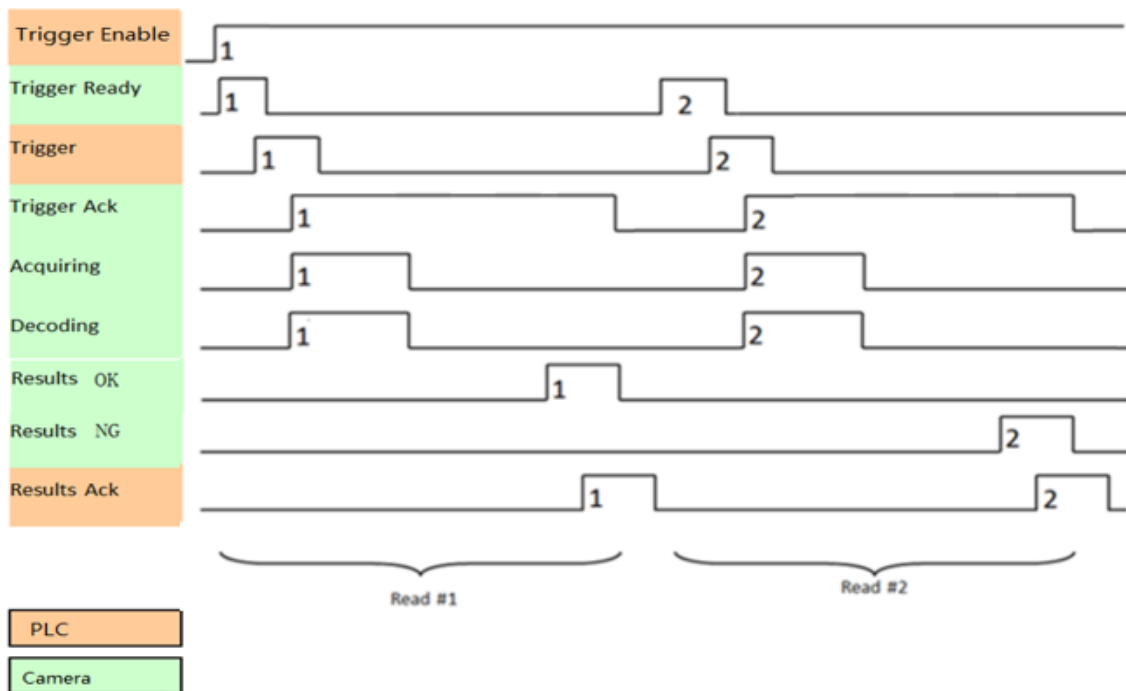 Trigger Enable
1
Trigger Ready
1
2
Trigger
1
2
Trigger Ack
1
2
Acquiring
1
2
Decoding
1
2
Results OK
1
Results NG
2
Results Ack
1
2
Read #1
Read #2
PLC
Camera